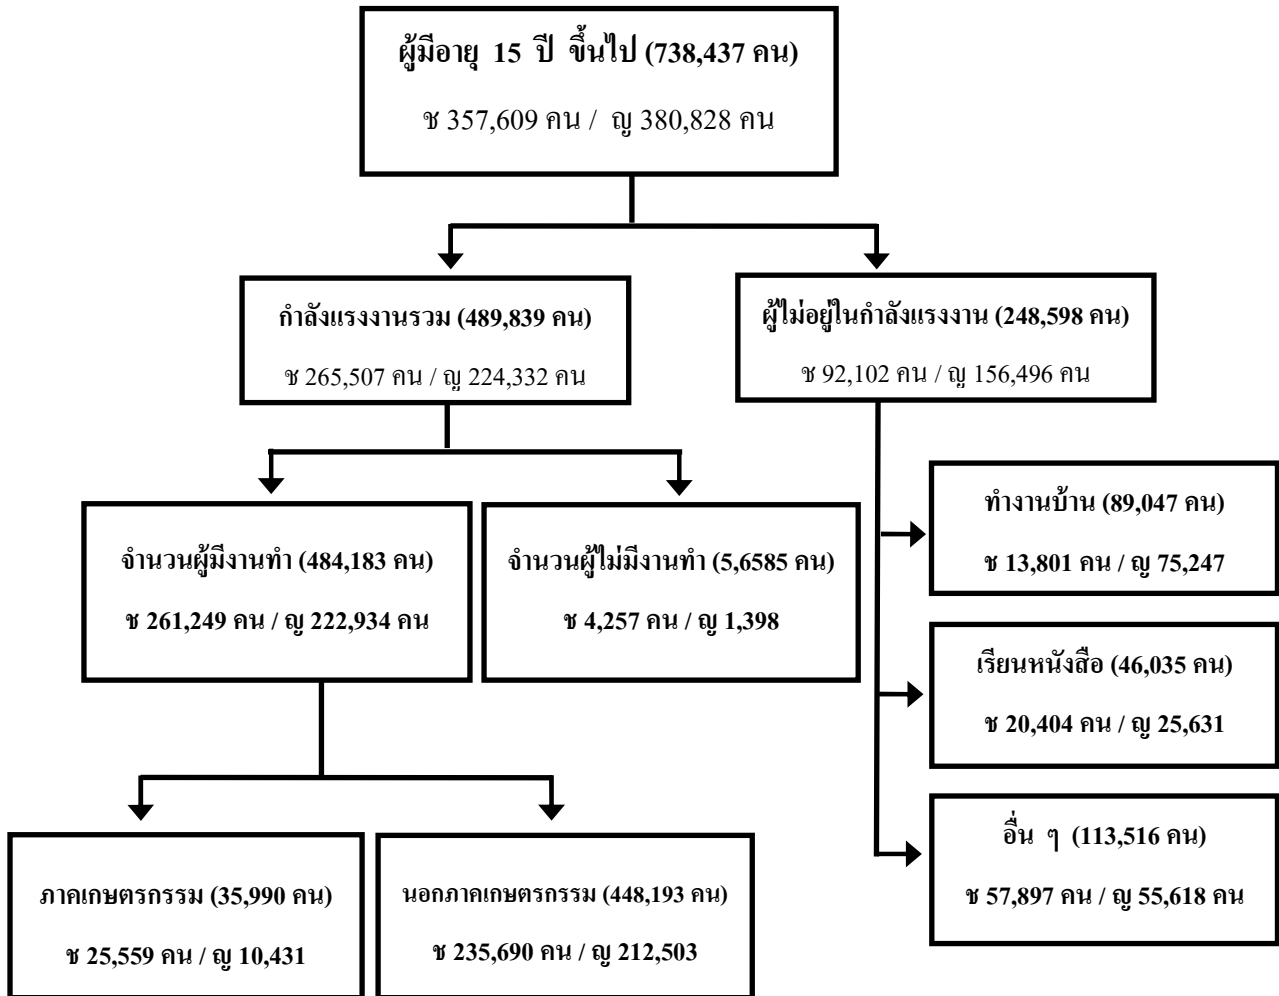 ผู้มีอายุ 15 ปี ขึ้นไป (738,437 คน)
ช 357,609 คน / ญ 380,828 คน
กำลังแรงงานรวม (489,839 คน)
ช 265,507 คน / ญ 224,332 คน
ผู้ไม่อยู่ในกำลังแรงงาน (248,598 คน)
ช 92,102 คน / ญ 156,496 คน
จำนวนผู้มีงานทำ (484,183 คน)
ช 261,249 คน / ญ 222,934 คน
จำนวนผู้ไม่มีงานทำ (5,6585 คน)
ช 4,257 คน / ญ 1,398
ทำงานบ้าน (89,047 คน)
ช 13,801 คน / ญ 75,247
เรียนหนังสือ (46,035 คน)
ช 20,404 คน / ญ 25,631
อื่น ๆ (113,516 คน)
ช 57,897 คน / ญ 55,618 คน
ภาคเกษตรกรรม (35,990 คน)
ช 25,559 คน / ญ 10,431
นอกภาคเกษตรกรรม (448,193 คน)
ช 235,690 คน / ญ 212,503